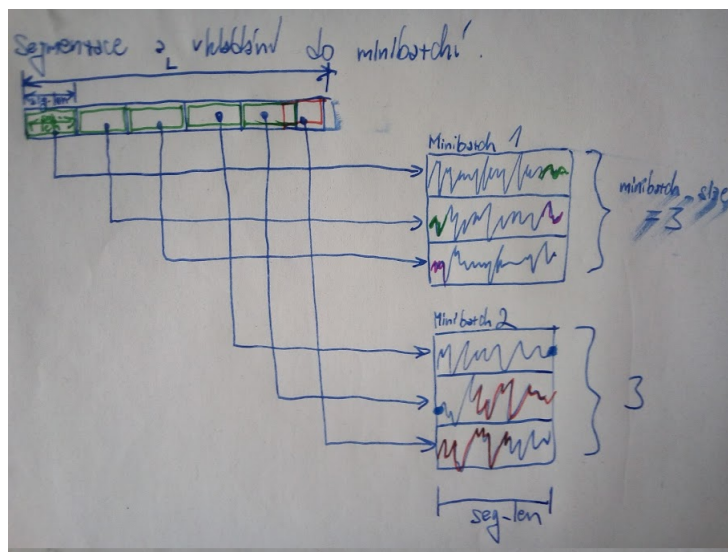 Segmentace a vkládání do minibatchí.
L
seg-len
Minibatch 1
minibatch size
= 3
Minibatch 2
3
seg-len